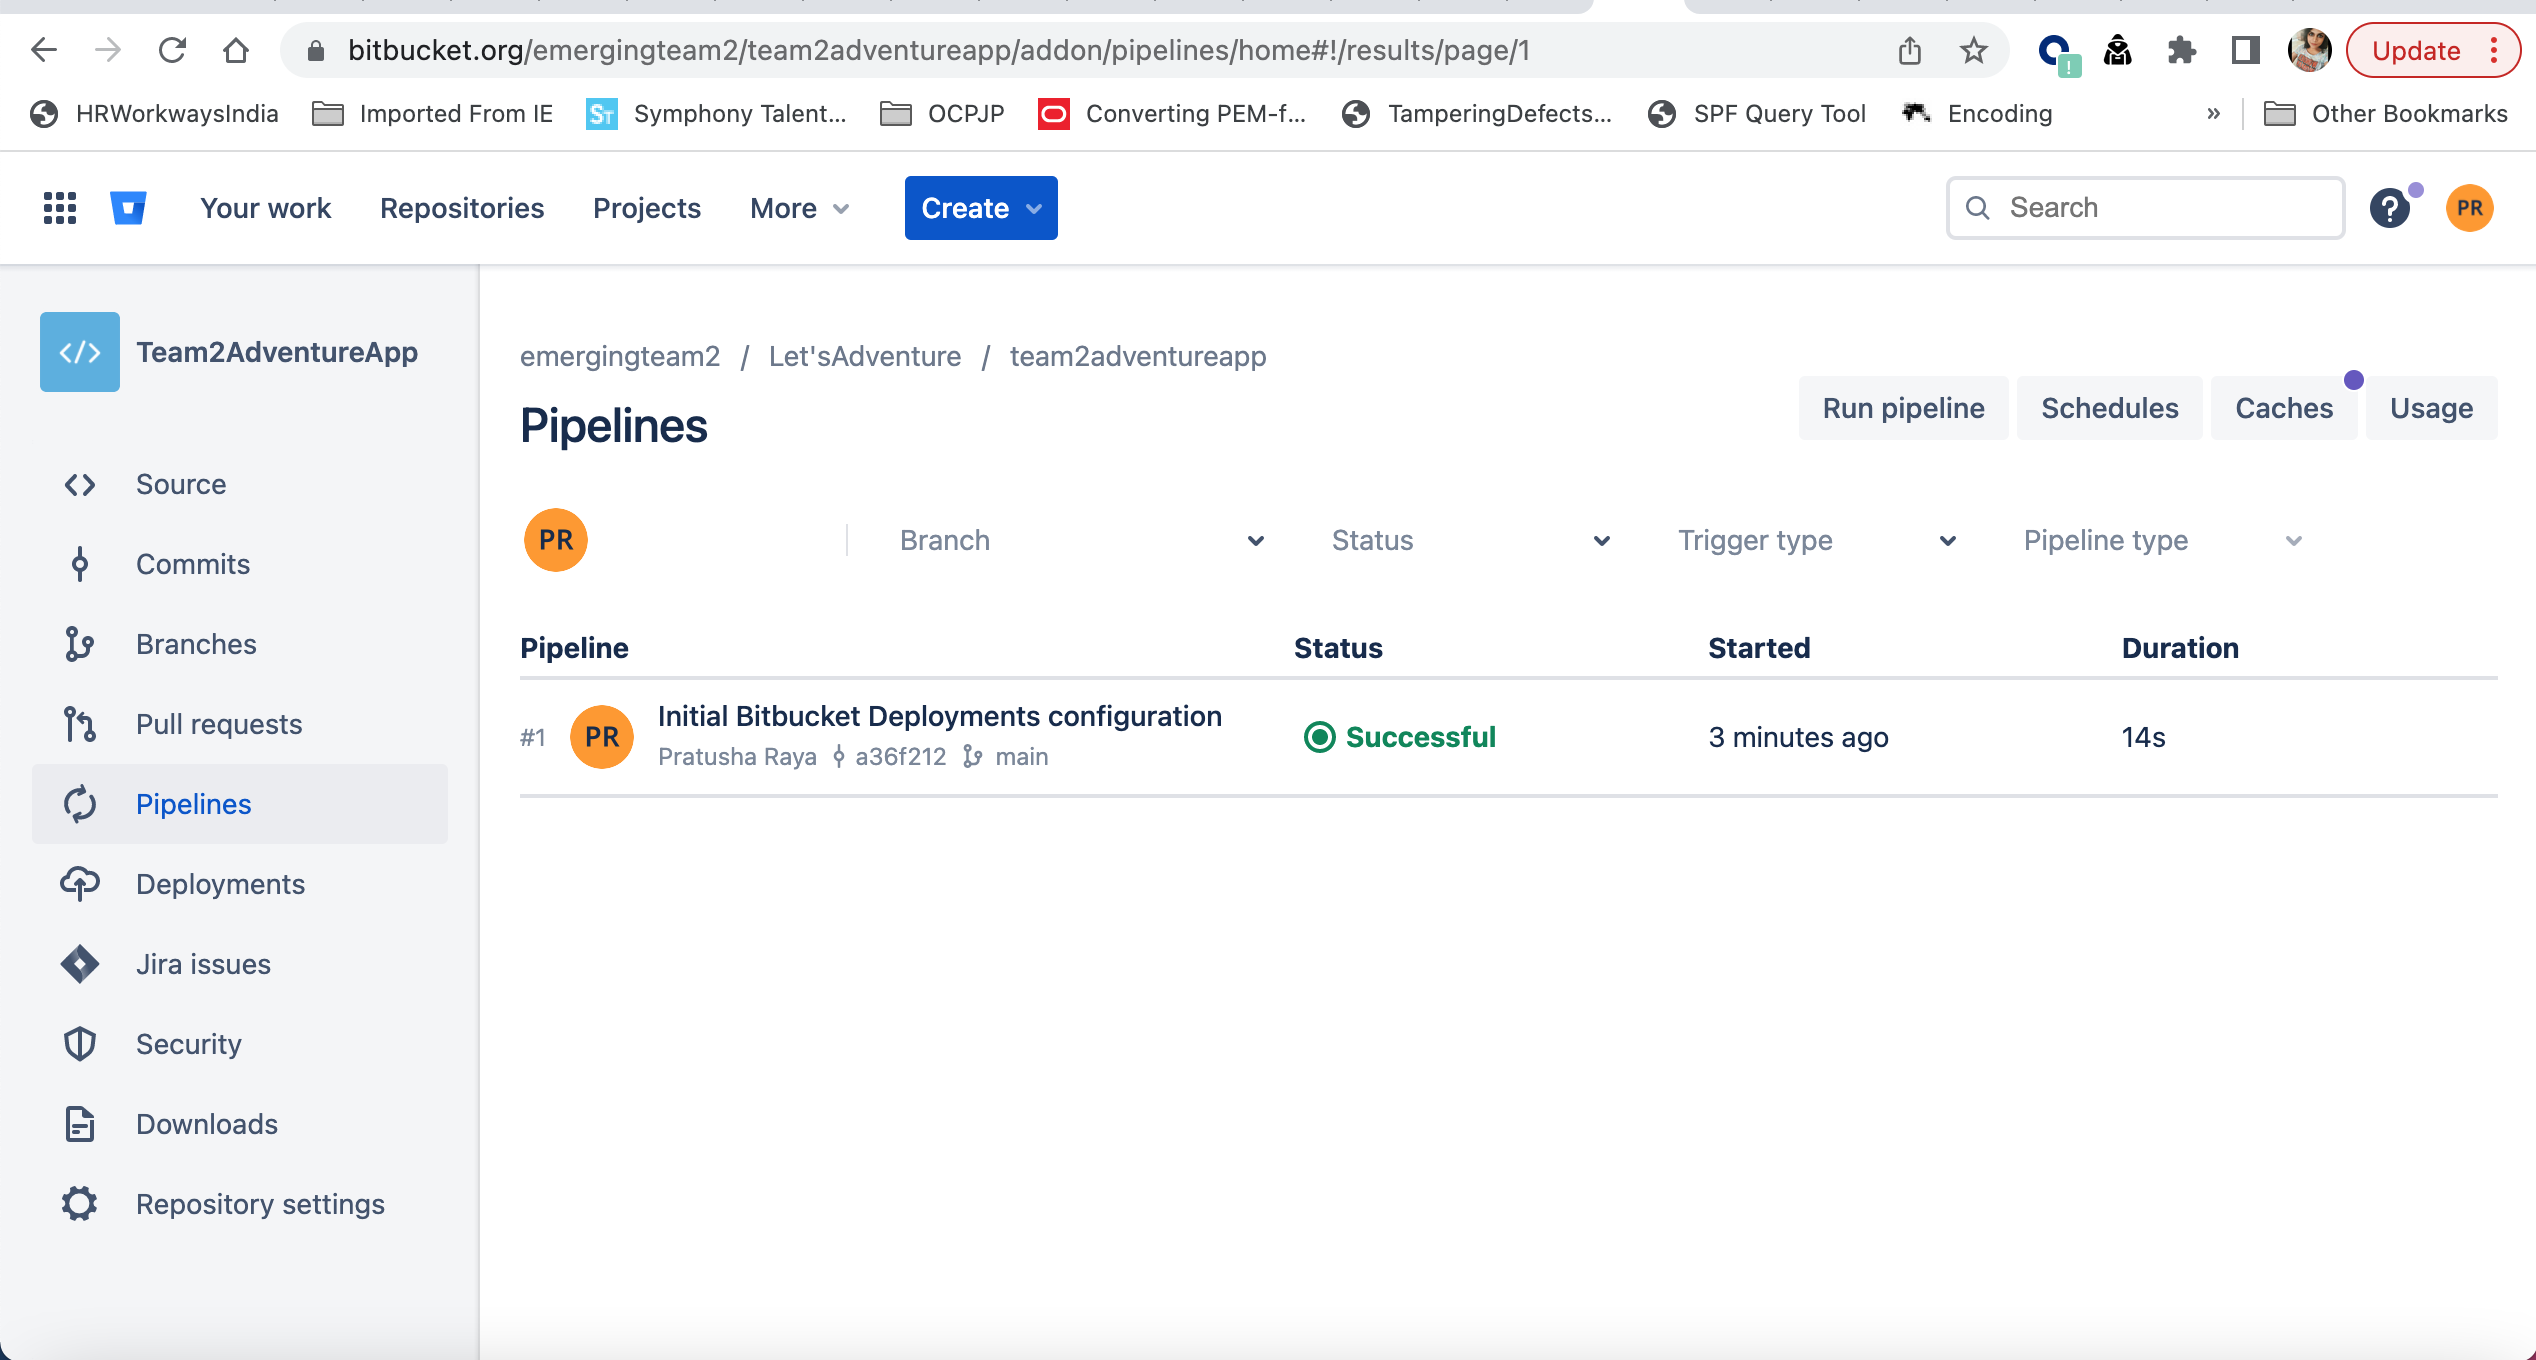 bitbucket.org/emergingteam2/team2adventureapp/addon/pipelines/home#!/results/page/1
Update
HRWorkwaysIndia Imported From IE ST Symphony Talent... OCPJP Converting PEM-f... TamperingDefects... SPF Query Tool Encoding » Other Bookmarks
Your work Repositories Projects More Create Search ? PR
Team2AdventureApp
Source
Commits
Branches
Pull requests
Pipelines
Deployments
Jira issues
Security
Downloads
Repository settings
emergingteam2 / Let'sAdventure / team2adventureapp
Pipelines
Run pipeline Schedules Caches Usage
PR Branch Status Trigger type Pipeline type
Pipeline Status Started Duration
#1 PR Initial Bitbucket Deployments configuration Successful 3 minutes ago 14s
Pratusha Raya a36f212 main